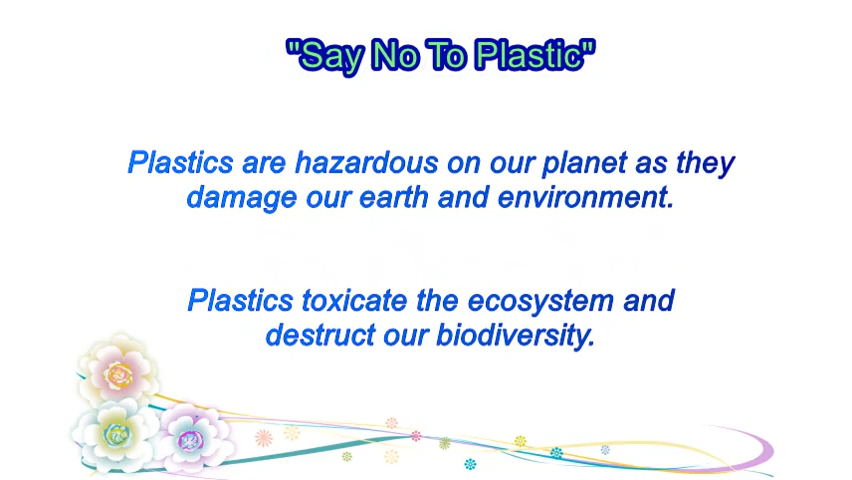 "Say No To Plastic"
Plastics are hazardous on our planet as they
damage our earth and environment.
Plastics toxicate the ecosystem and
destruct our biodiversity.